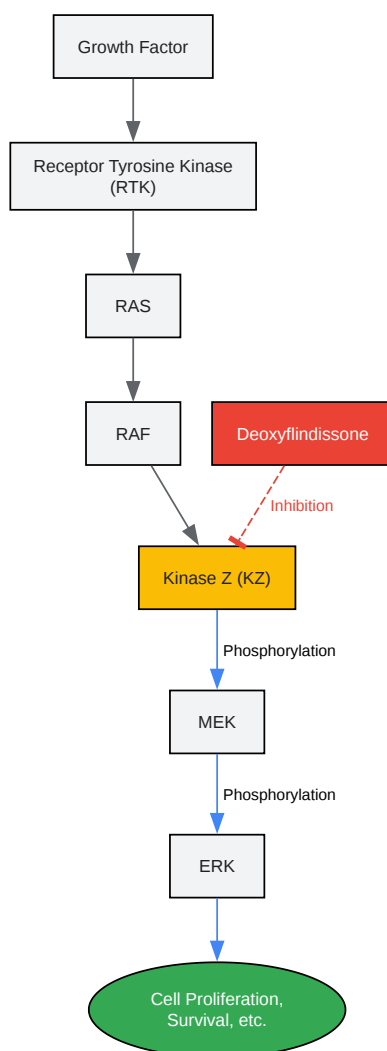 Growth Factor
Receptor Tyrosine Kinase
(RTK)
RAS
RAF
Deoxyflindissone
Inhibition
Kinase Z (KZ)
Phosphorylation
MEK
Phosphorylation
ERK
Cell Proliferation,
Survival, etc.